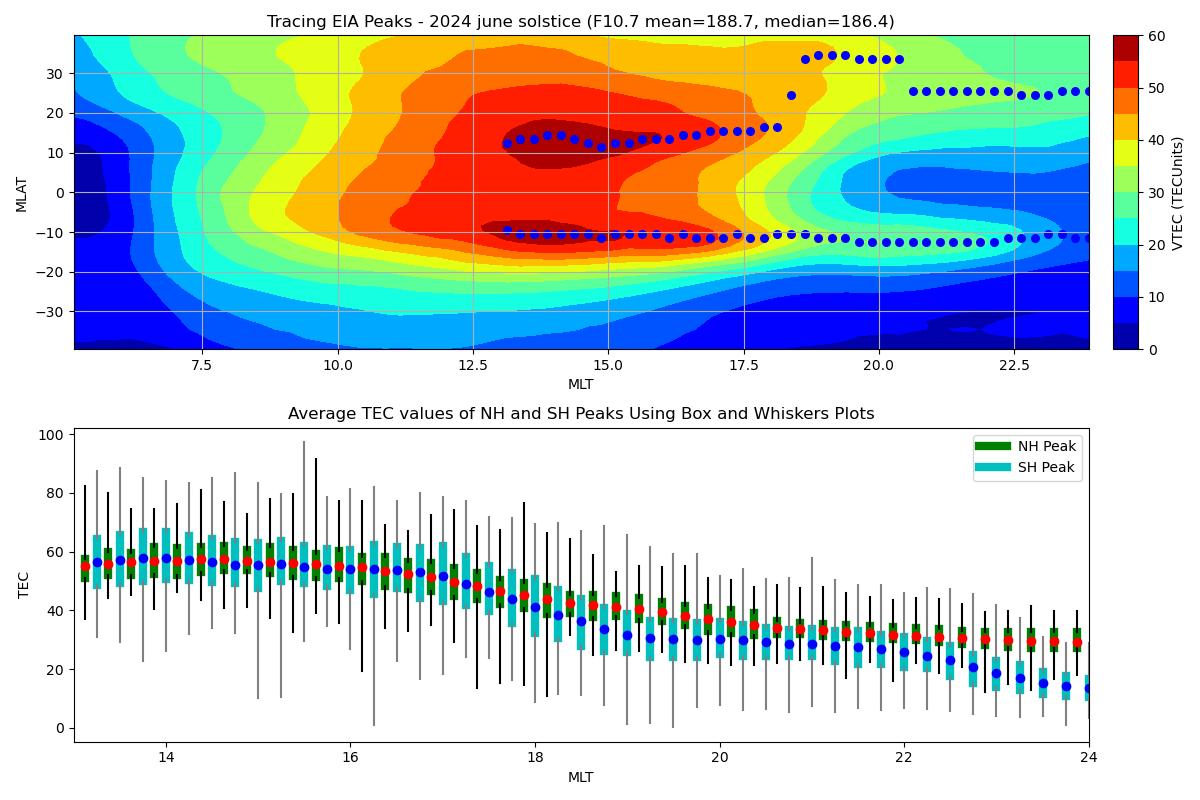 Tracing EIA Peaks - 2024 june solstice (F10.7 mean=188.7, median=186.4)
30
20
10
0
−10
−20
−30
MLAT
7.5 10.0 12.5 15.0 17.5 20.0 22.5
MLT
60
50
40
30
20
10
0
VTEC (TECUnits)
Average TEC values of NH and SH Peaks Using Box and Whiskers Plots
100
80
60
40
20
0
TEC
NH Peak
SH Peak
14 16 18 20 22 24
MLT